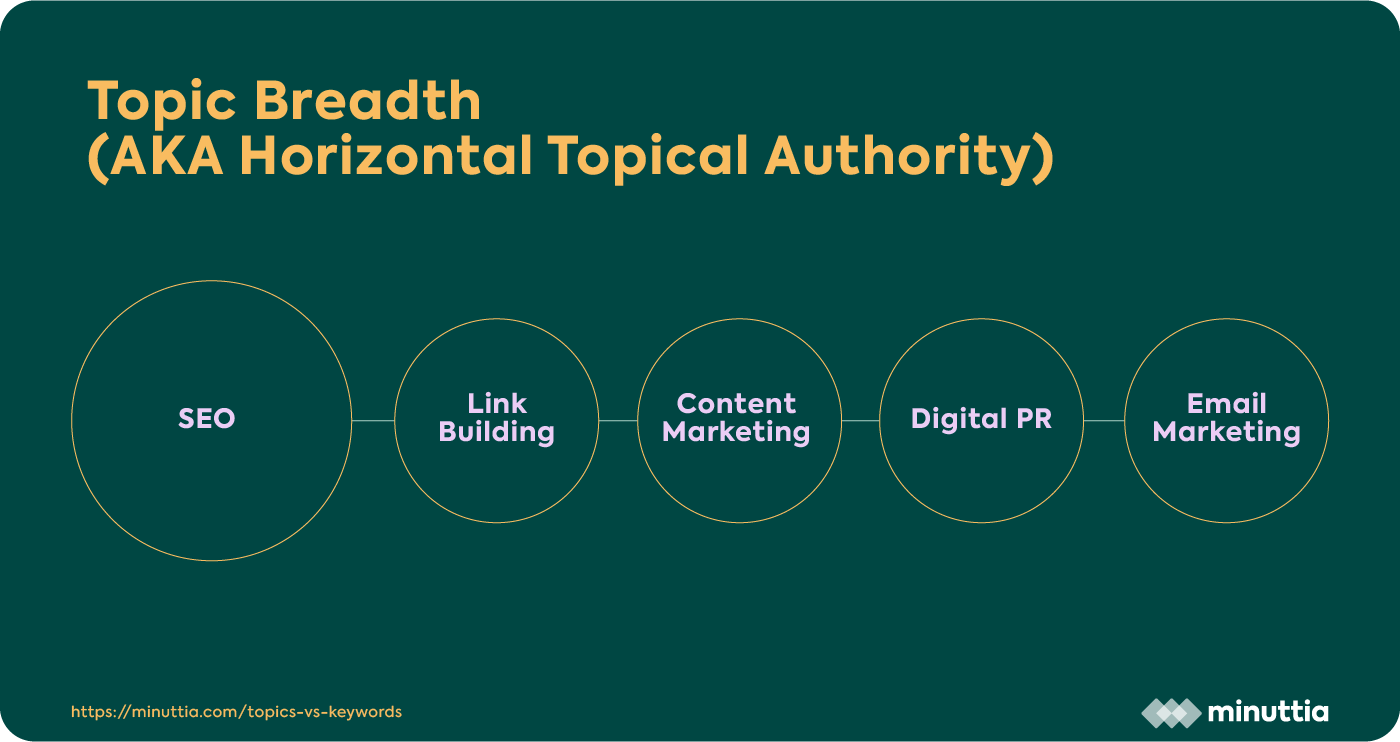 Topic Breadth
(AKA Horizontal Topical Authority)
SEO
Link
Building
Content
Marketing
Digital PR
Email
Marketing
https://minuttia.com/topics-vs-keywords
minuttia